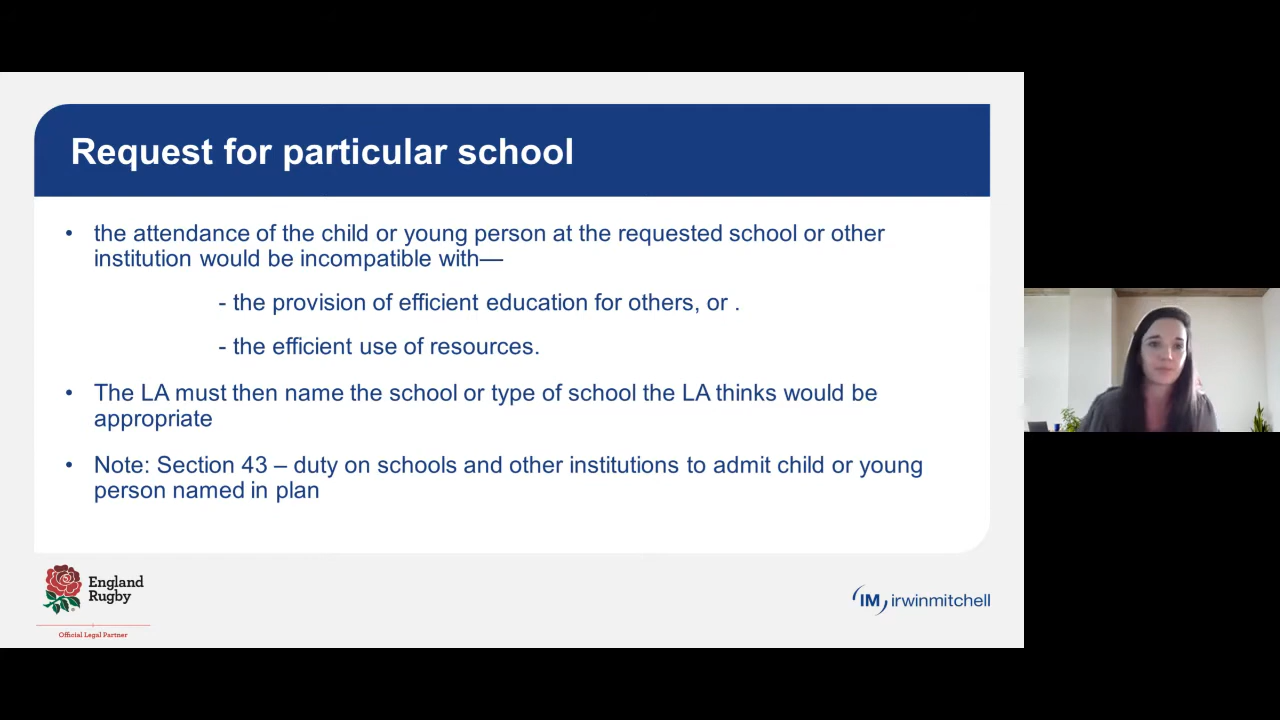 Request for particular school
• the attendance of the child or young person at the requested school or other
institution would be incompatible with—
- the provision of efficient education for others, or .
- the efficient use of resources.
• The LA must then name the school or type of school the LA thinks would be
appropriate
• Note: Section 43 – duty on schools and other institutions to admit child or young
person named in plan
England
Rugby
Official Legal Partner
IM irwinmitchell